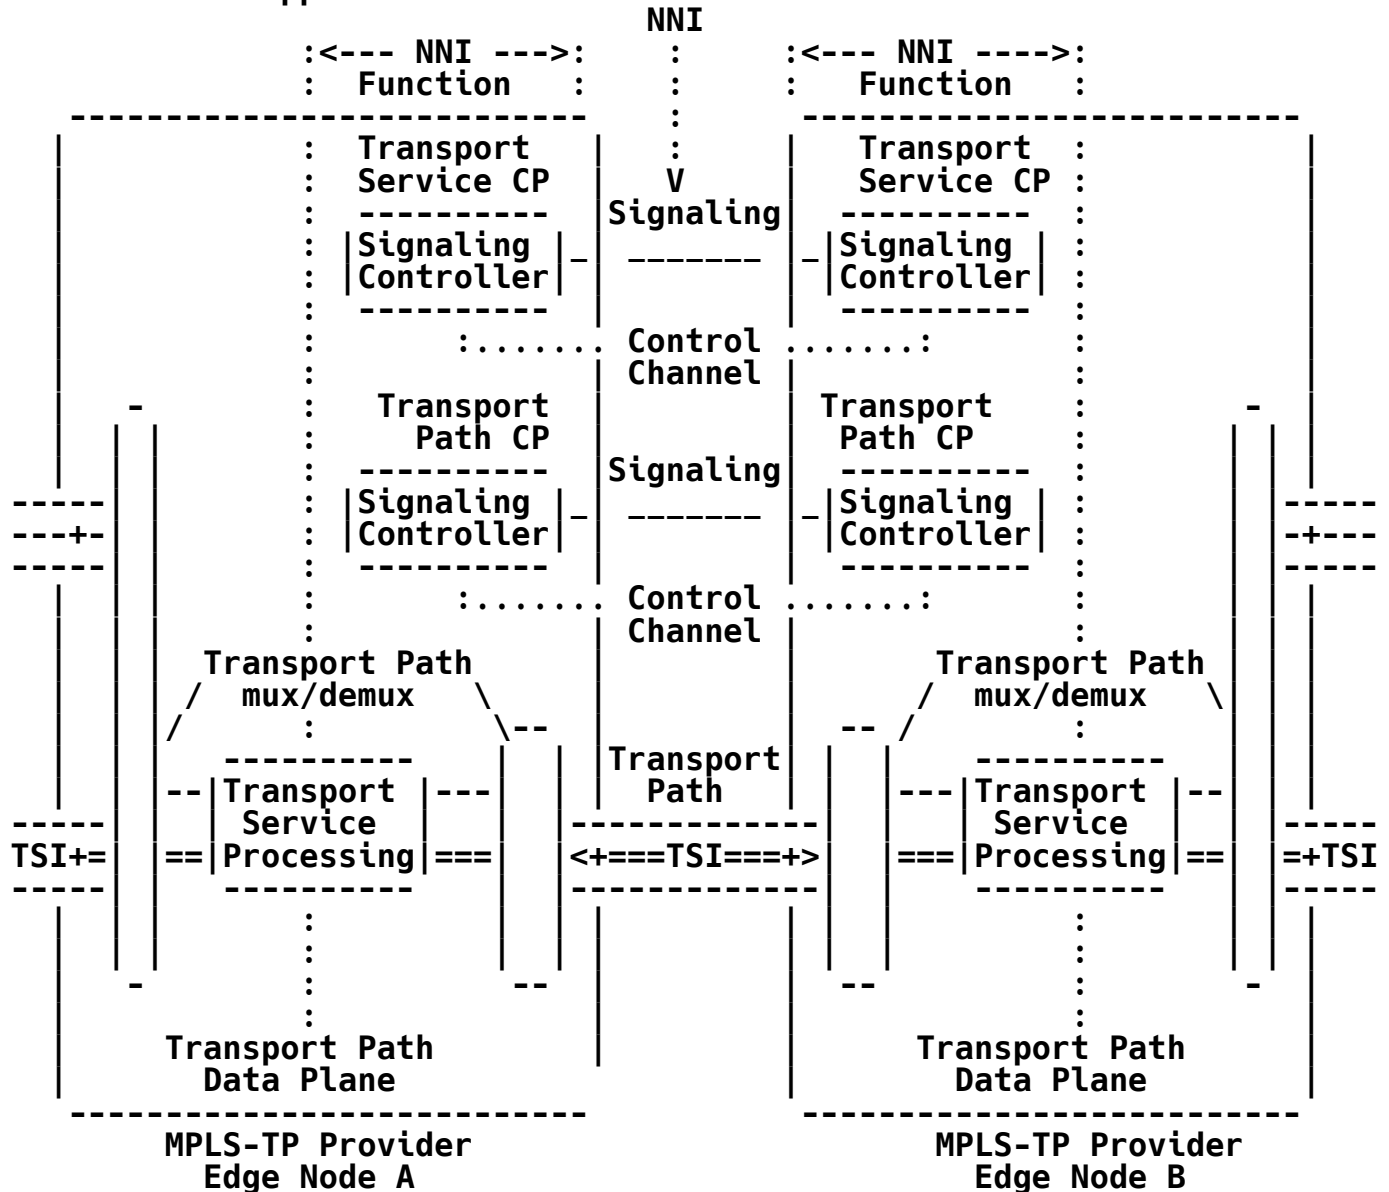 NNI
:<--- NNI --->: : :<--- NNI ---->:
: Function : : : Function :
--------------------------- : --------------------------
| : Transport | : | Transport : |
| : Service CP | V | Service CP : |
| : ---------- |Signaling| ---------- : |
| : |Signaling |_| _______ |_|Signaling | : |
| : |Controller| | | |Controller| : |
| : ---------- | | ---------- : |
| : :....... Control .......: : |
| : | Channel | : |
| - : Transport | | Transport : - |
| | | : Path CP | | Path CP : | | |
| | | : ---------- |Signaling| ---------- : | | |
-----| | : |Signaling |_| _______ |_|Signaling | : | |-----
---+-| | : |Controller| | | |Controller| : | |-+---
-----| | : ---------- | | ---------- : | |-----
| | | : :....... Control .......: : | | |
| | | : | Channel | : | | |
| | | Transport Path | | Transport Path | | |
| | | / mux/demux \ | | / mux/demux \| | |
| | |/ : \-- | | -- / : | | |
| | | ---------- | | |Transport| | | ---------- | | |
| | |--|Transport |---| | | Path | | |---|Transport |--| | |
-----| | | Service | | |-------------| | | Service | | |-----
TSI+=| |==|Processing|===| |<+===TSI===+>| |===|Processing|==| |=+TSI
-----| | ---------- | |-------------| | ---------- | |-----
| | | : | | | | | | : | | |
| | | : | | | | | | : | | |
| - : -- | | -- : - |
| : | | : |
| Transport Path | | Transport Path |
| Data Plane | Data Plane |
--------------------------- --------------------------
MPLS-TP Provider MPLS-TP Provider
Edge Node A Edge Node B